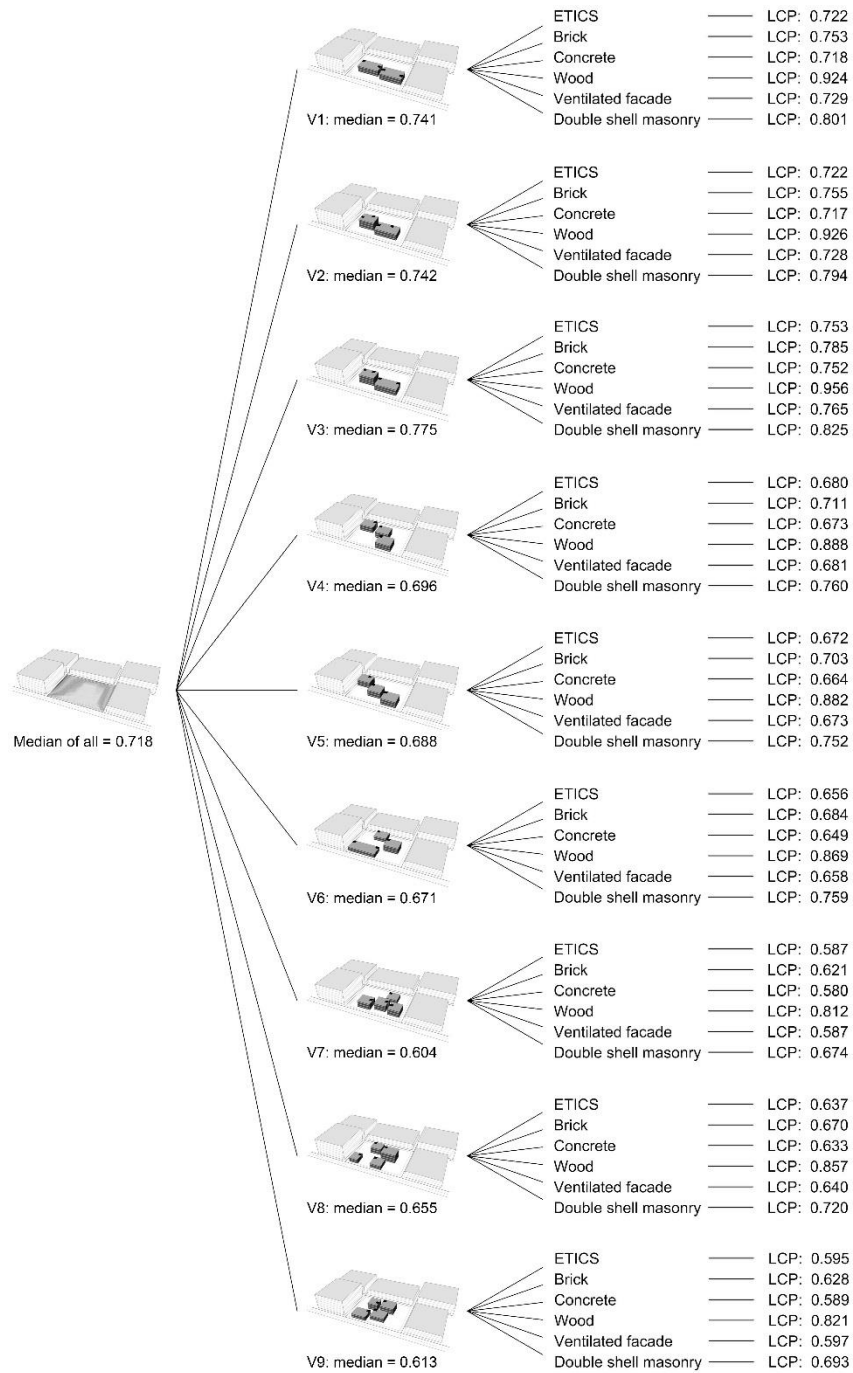 Median of all = 0.718
ETICS LCP: 0.722
Brick LCP: 0.753
Concrete LCP: 0.718
Wood LCP: 0.924
Ventilated facade LCP: 0.729
Double shell masonry LCP: 0.801
V1: median = 0.741
ETICS LCP: 0.722
Brick LCP: 0.755
Concrete LCP: 0.717
Wood LCP: 0.926
Ventilated facade LCP: 0.728
Double shell masonry LCP: 0.794
V2: median = 0.742
ETICS LCP: 0.753
Brick LCP: 0.785
Concrete LCP: 0.752
Wood LCP: 0.956
Ventilated facade LCP: 0.765
Double shell masonry LCP: 0.825
V3: median = 0.775
ETICS LCP: 0.680
Brick LCP: 0.711
Concrete LCP: 0.673
Wood LCP: 0.888
Ventilated facade LCP: 0.681
Double shell masonry LCP: 0.760
V4: median = 0.696
ETICS LCP: 0.672
Brick LCP: 0.703
Concrete LCP: 0.664
Wood LCP: 0.882
Ventilated facade LCP: 0.673
Double shell masonry LCP: 0.752
V5: median = 0.688
ETICS LCP: 0.656
Brick LCP: 0.684
Concrete LCP: 0.649
Wood LCP: 0.869
Ventilated facade LCP: 0.658
Double shell masonry LCP: 0.759
V6: median = 0.671
ETICS LCP: 0.587
Brick LCP: 0.621
Concrete LCP: 0.580
Wood LCP: 0.812
Ventilated facade LCP: 0.587
Double shell masonry LCP: 0.674
V7: median = 0.604
ETICS LCP: 0.637
Brick LCP: 0.670
Concrete LCP: 0.633
Wood LCP: 0.857
Ventilated facade LCP: 0.640
Double shell masonry LCP: 0.720
V8: median = 0.655
ETICS LCP: 0.595
Brick LCP: 0.628
Concrete LCP: 0.589
Wood LCP: 0.821
Ventilated facade LCP: 0.597
Double shell masonry LCP: 0.693
V9: median = 0.613